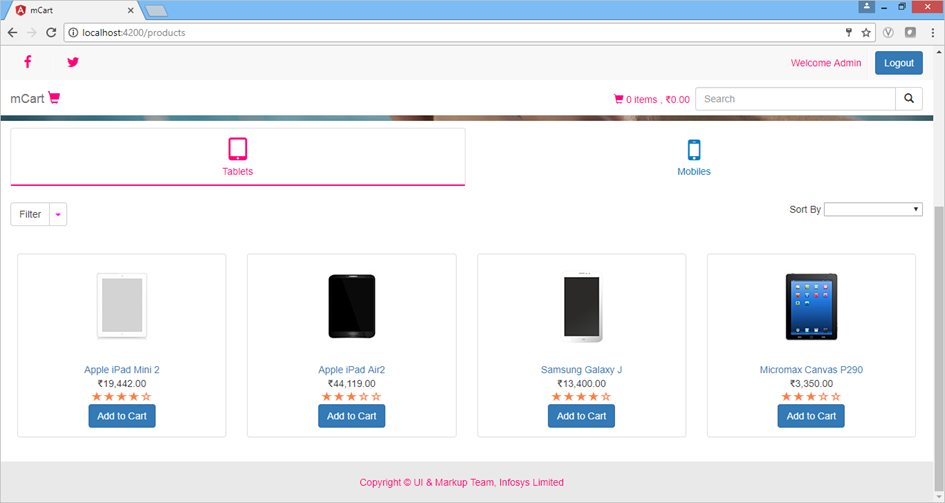 mCart
localhost:4200/products
Welcome Admin
Logout
mCart
0 items , ₹0.00
Search
Tablets
Mobiles
Filter
Sort By
Apple iPad Mini 2
₹19,442.00
Add to Cart
Apple iPad Air2
₹44,119.00
Add to Cart
Samsung Galaxy J
₹13,400.00
Add to Cart
Micromax Canvas P290
₹3,350.00
Add to Cart
Copyright © UI & Markup Team, Infosys Limited